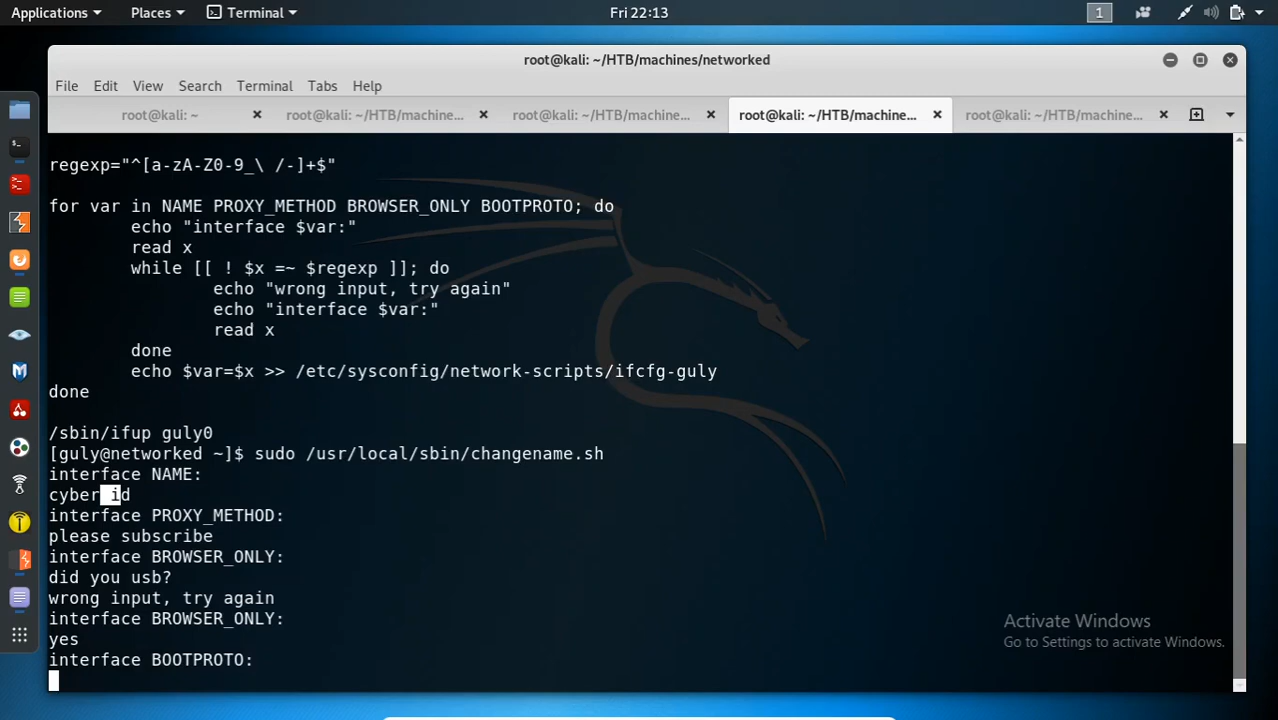 Applications Places Terminal Fri 22:13 1
root@kali: ~/HTB/machines/networked
File Edit View Search Terminal Tabs Help
root@kali: ~ root@kali: ~/HTB/machine... root@kali: ~/HTB/machine... root@kali: ~/HTB/machine... root@kali: ~/HTB/machine...
regexp="^[a-zA-Z0-9_\ /-]+$"
for var in NAME PROXY_METHOD BROWSER_ONLY BOOTPROTO; do
echo "interface $var:"
read x
while [[ ! $x =~ $regexp ]]; do
echo "wrong input, try again"
echo "interface $var:"
read x
done
echo $var=$x >> /etc/sysconfig/network-scripts/ifcfg-guly
done
/sbin/ifup guly0
[guly@networked ~]$ sudo /usr/local/sbin/changename.sh
interface NAME:
cyber id
interface PROXY_METHOD:
please subscribe
interface BROWSER_ONLY:
did you usb?
wrong input, try again
interface BROWSER_ONLY:
yes
interface BOOTPROTO:
Activate Windows
Go to Settings to activate Windows.